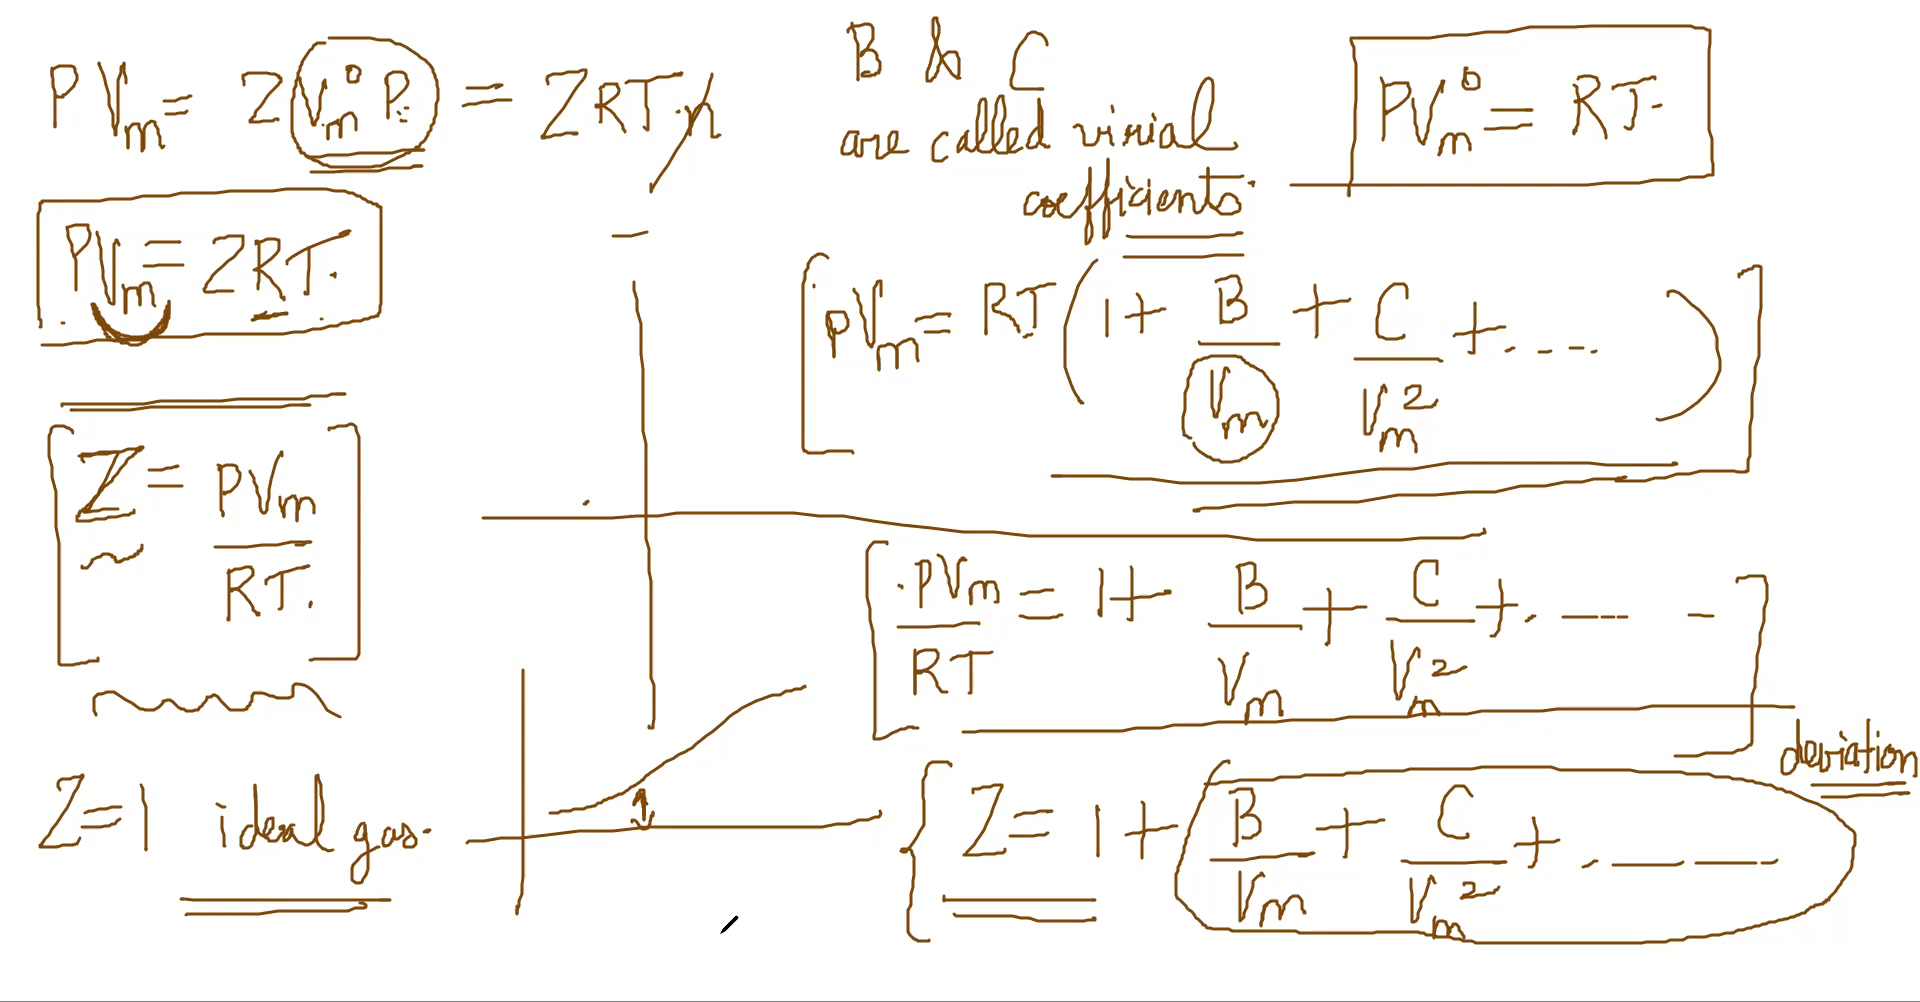 PVm = Z Vm° P = ZRT n
PVm = ZRT.
Z = PVm / RT.
Z = 1 ideal gas.
B & C
are called virial
coefficients.
PVm° = RT.
PVm = RT (1 + B/Vm + C/Vm² + .---.)
PVm/RT = 1 + B/Vm + C/Vm² + .--- -
deviation
Z = 1 + B/Vm + C/Vm² + .---